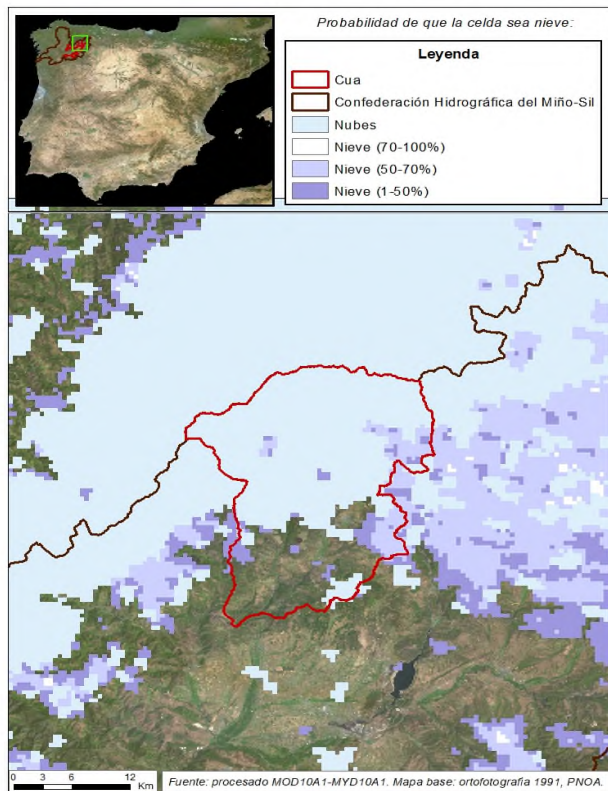 Probabilidad de que la celda sea nieve:
Leyenda
Cua
Confederación Hidrográfica del Miño-Sil
Nubes
Nieve (70-100%)
Nieve (50-70%)
Nieve (1-50%)
0 3 6 12
Km
Fuente: procesado MOD10A1-MYD10A1. Mapa base: ortofotografía 1991, PNOA.